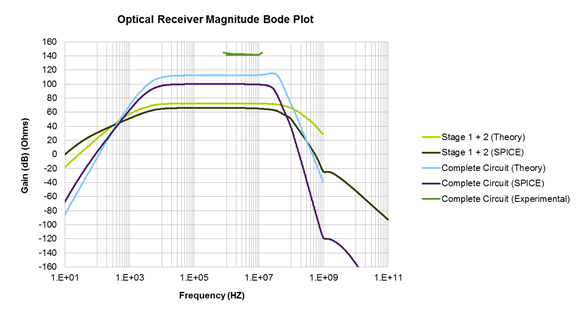 Optical Receiver Magnitude Bode Plot
Gain (dB) (Ohms)
160
140
120
100
80
60
40
20
0
-20
-40
-60
-80
-100
-120
-140
-160
1.E+01
1.E+03
1.E+05
1.E+07
1.E+09
1.E+11
Frequency (HZ)
Stage 1 + 2 (Theory)
Stage 1 + 2 (SPICE)
Complete Circuit (Theory)
Complete Circuit (SPICE)
Complete Circuit (Experimental)